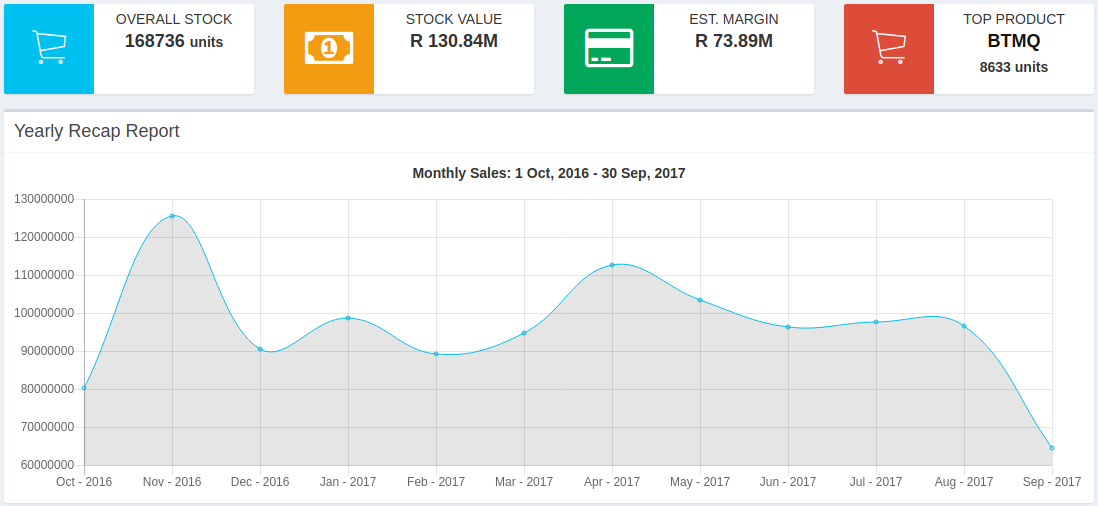 OVERALL STOCK
168736 units
STOCK VALUE
R 130.84M
EST. MARGIN
R 73.89M
TOP PRODUCT
BTMQ
8633 units
Yearly Recap Report
Monthly Sales: 1 Oct, 2016 - 30 Sep, 2017
130000000
120000000
110000000
100000000
90000000
80000000
70000000
60000000
Oct - 2016 Nov - 2016 Dec - 2016 Jan - 2017 Feb - 2017 Mar - 2017 Apr - 2017 May - 2017 Jun - 2017 Jul - 2017 Aug - 2017 Sep - 2017
1